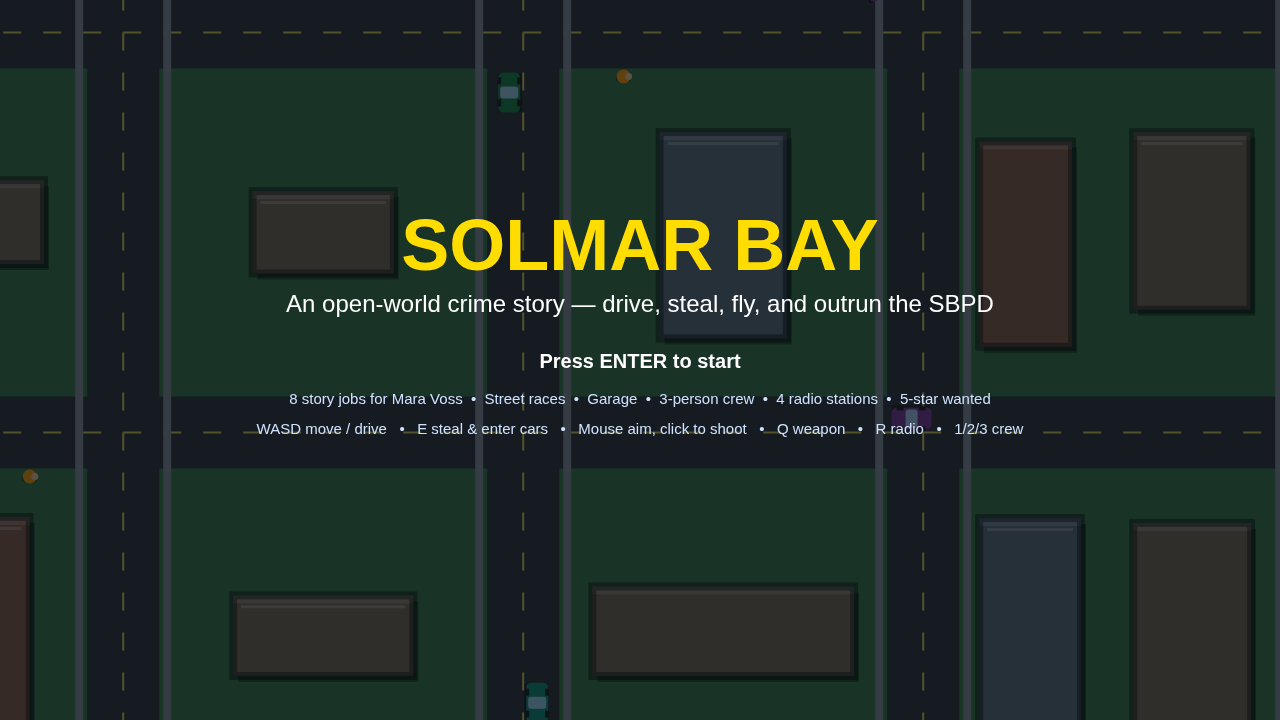 SOLMAR BAY
An open-world crime story — drive, steal, fly, and outrun the SBPD
Press ENTER to start
8 story jobs for Mara Voss • Street races • Garage • 3-person crew • 4 radio stations • 5-star wanted
WASD move / drive • E steal & enter cars • Mouse aim, click to shoot • Q weapon • R radio • 1/2/3 crew